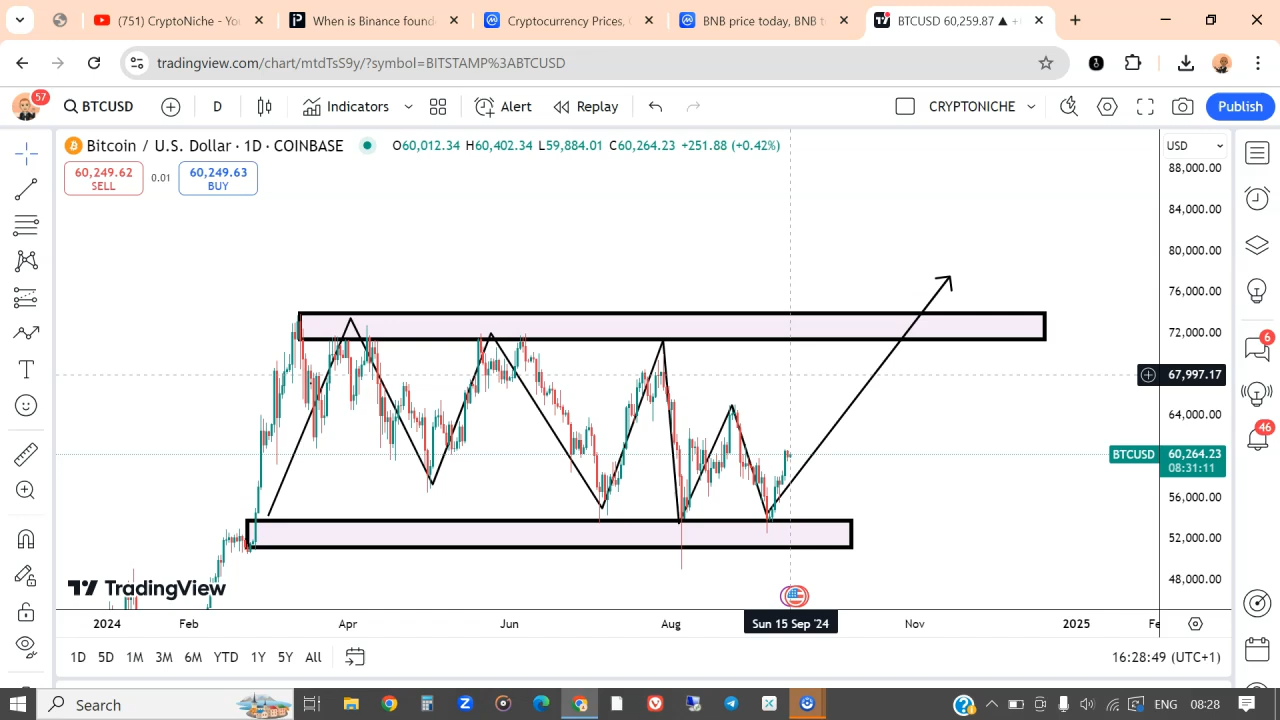 (751) CryptoNiche - Yo
When is Binance found
Cryptocurrency Prices, C
BNB price today, BNB t
BTCUSD 60,259.87 ▲ +
tradingview.com/chart/mtdTsS9y/?symbol=BITSTAMP%3ABTCUSD
57
BTCUSD
D
Indicators
Alert
Replay
CRYPTONICHE
Publish
Bitcoin / U.S. Dollar · 1D · COINBASE
O60,012.34 H60,402.34 L59,884.01 C60,264.23 +251.88 (+0.42%)
USD
60,249.62
SELL
0.01
60,249.63
BUY
88,000.00
84,000.00
80,000.00
76,000.00
72,000.00
67,997.17
64,000.00
BTCUSD
60,264.23
08:31:11
56,000.00
52,000.00
48,000.00
6
46
TradingView
2024
Feb
Apr
Jun
Aug
Sun 15 Sep '24
Nov
2025
Fe
1D 5D 1M 3M 6M YTD 1Y 5Y All
16:28:49 (UTC+1)
Search
ENG
08:28